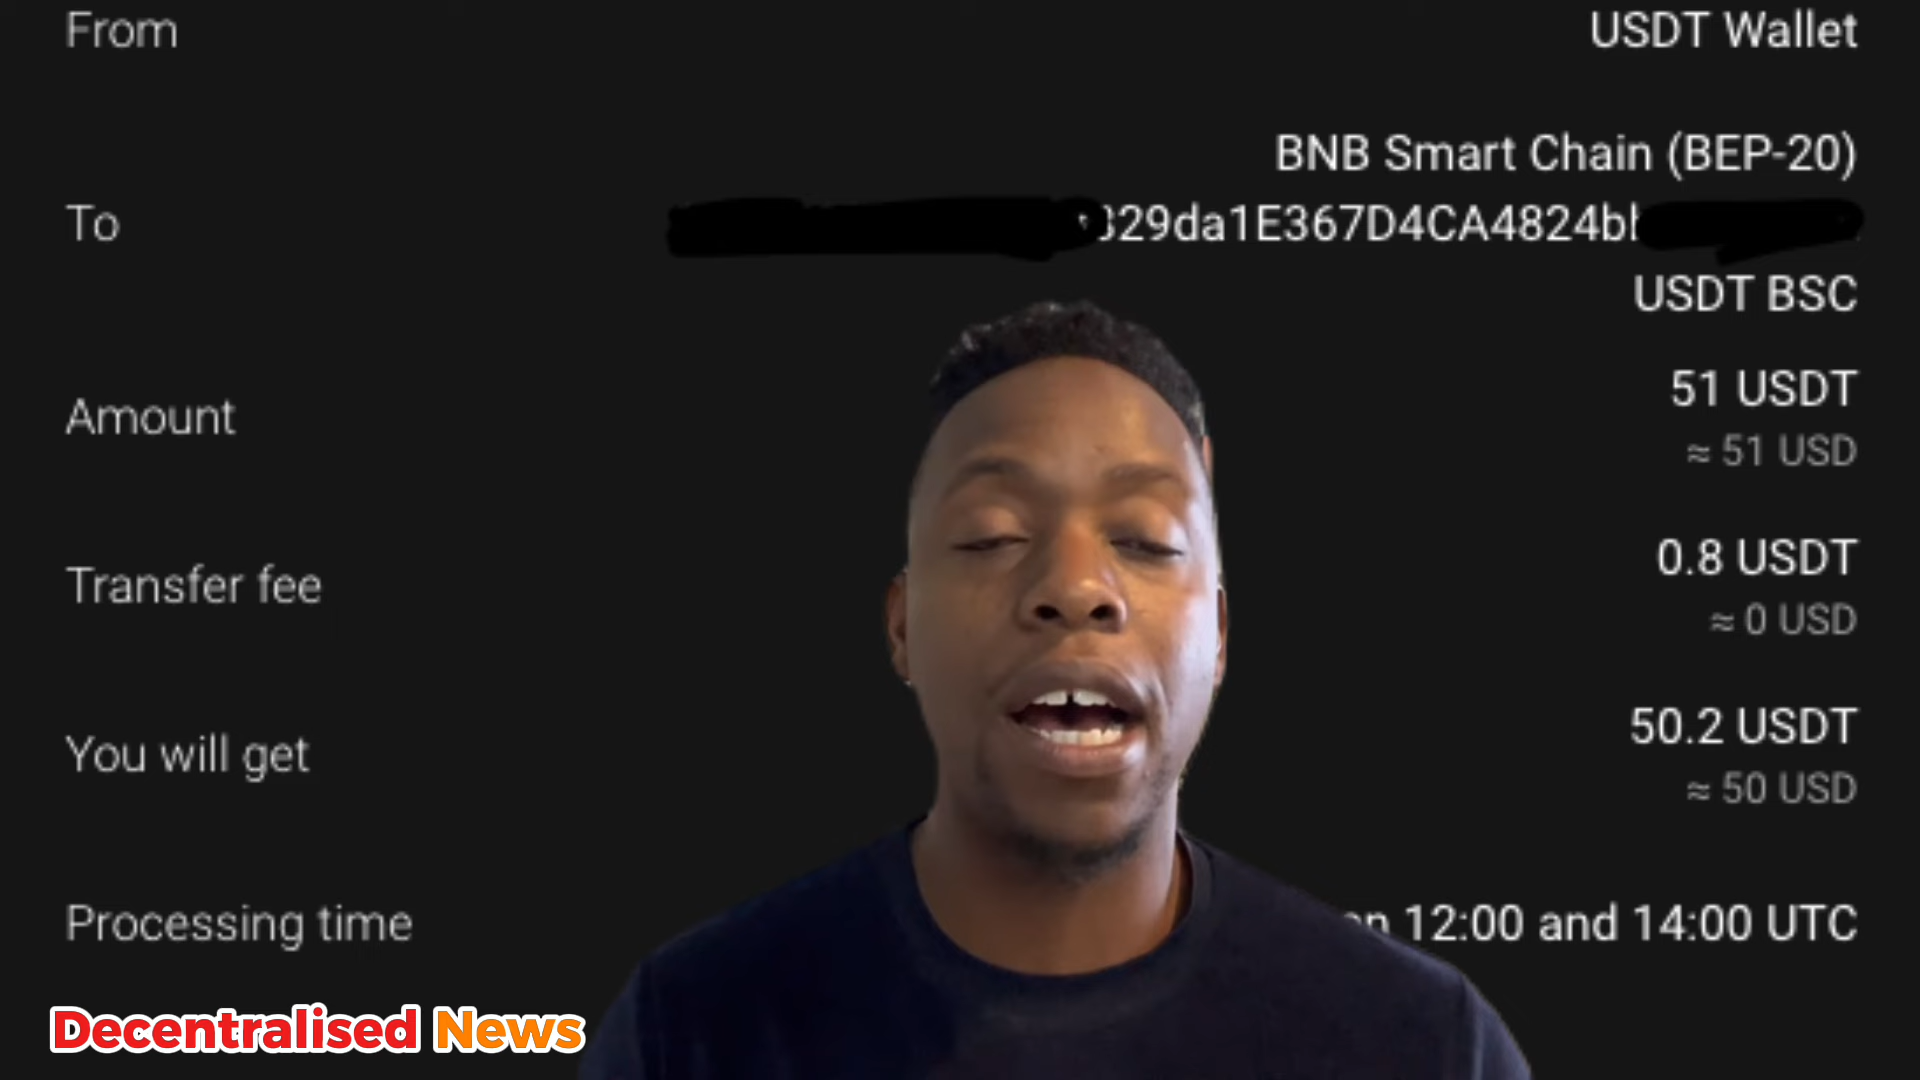 From
USDT Wallet
BNB Smart Chain (BEP-20)
To
329da1E367D4CA4824b
USDT BSC
Amount
51 USDT
≈ 51 USD
Transfer fee
0.8 USDT
≈ 0 USD
You will get
50.2 USDT
≈ 50 USD
Processing time
12:00 and 14:00 UTC
Decentralised News